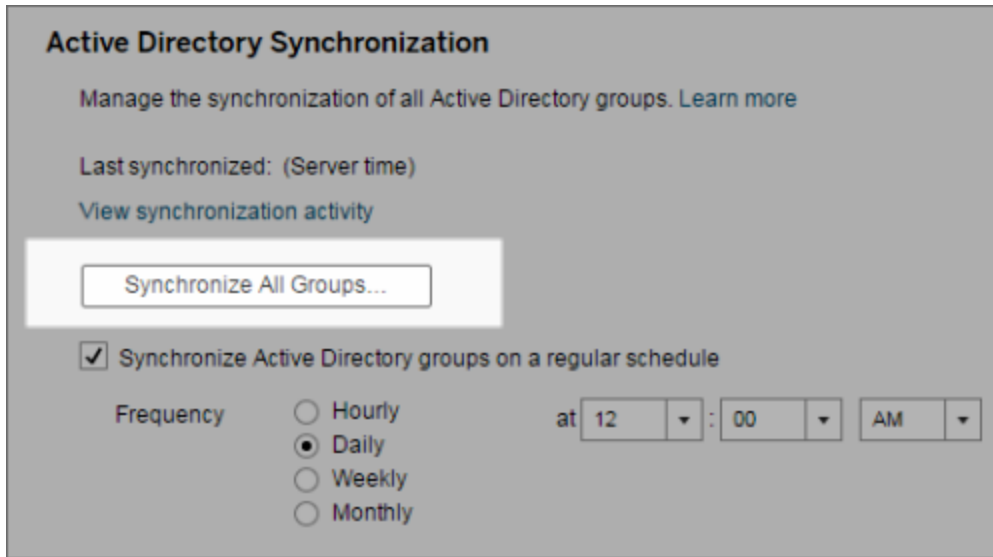 Active Directory Synchronization
Manage the synchronization of all Active Directory groups. Learn more
Last synchronized: (Server time)
View synchronization activity
Synchronize All Groups...
Synchronize Active Directory groups on a regular schedule
Frequency Hourly at 12 : 00 AM
Daily
Weekly
Monthly